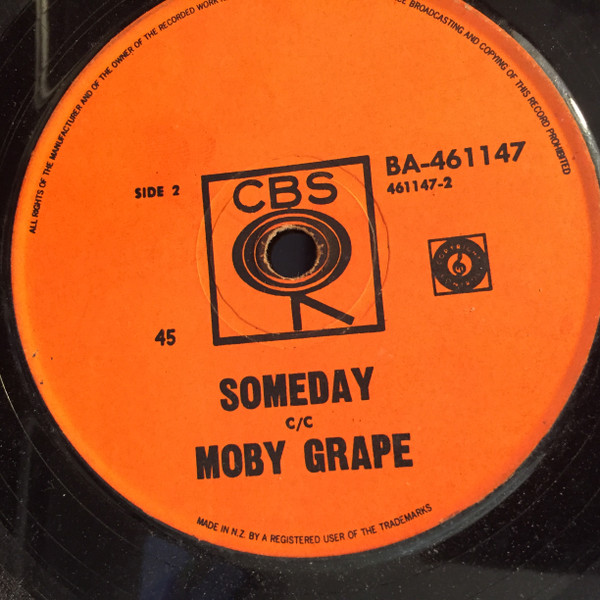 ALL RIGHTS OF THE MANUFACTURER AND OF THE OWNER OF THE RECORDED WORK
BROADCASTING AND COPYING OF THIS RECORD PROHIBITED
BA-461147
SIDE 2
461147-2
CBS
45
SOMEDAY
C/C
MOBY GRAPE
MADE IN N.Z. BY A REGISTERED USER OF THE TRADEMARKS